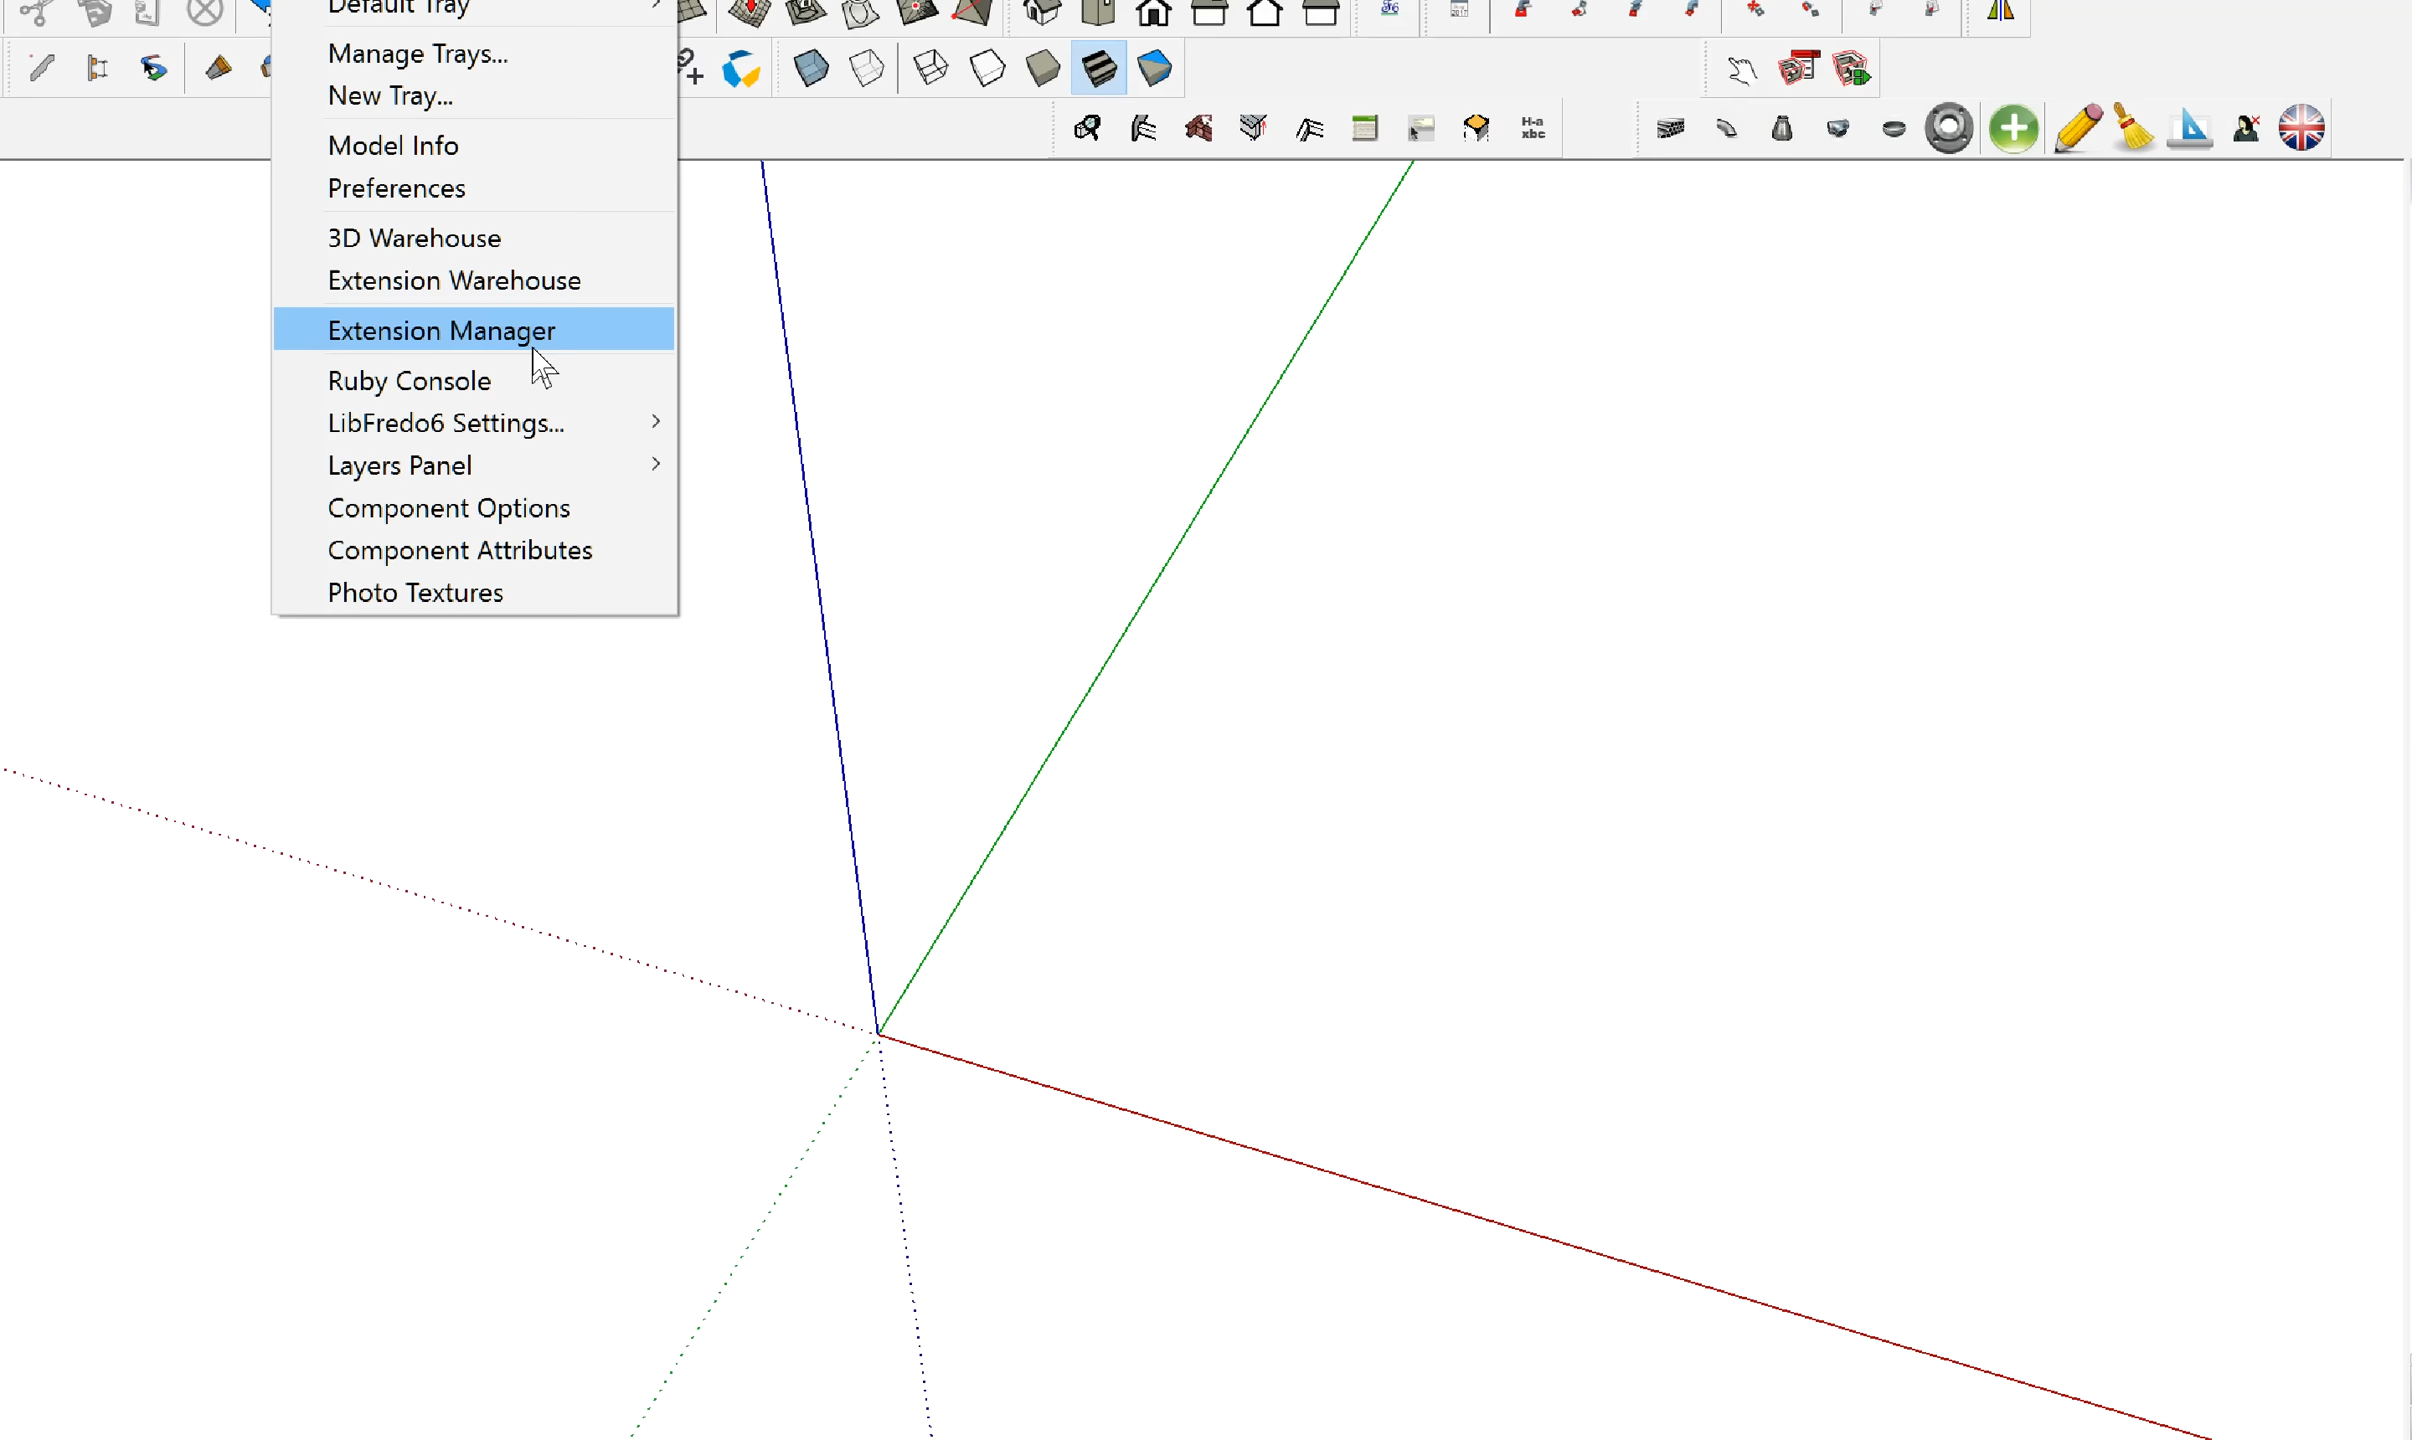 Default Tray
Manage Trays...
New Tray...
Model Info
Preferences
3D Warehouse
Extension Warehouse
Extension Manager
Ruby Console
LibFredo6 Settings...
Layers Panel
Component Options
Component Attributes
Photo Textures
H-a
xbc